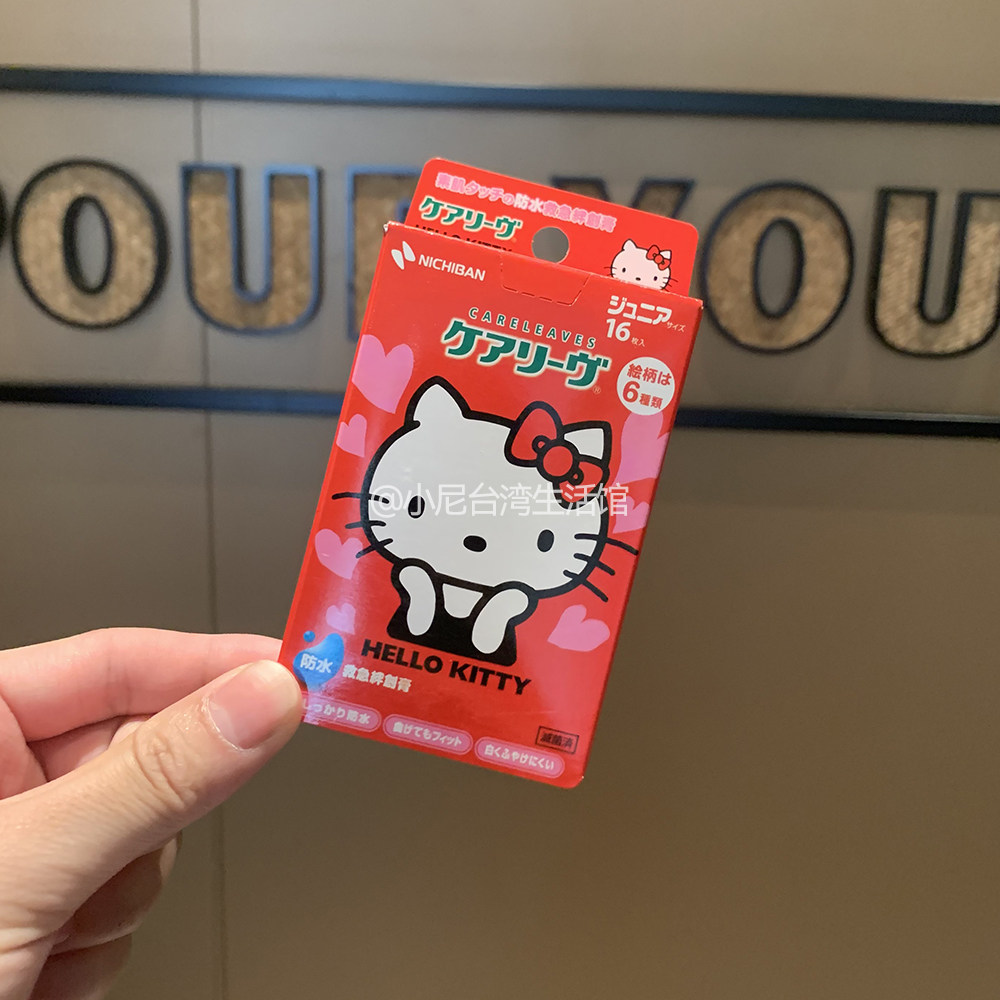 OUR YOU
素肌タッチの防水救急絆創膏
ケアリーヴ
HELLO KITTY
NICHIBAN
ジュニアサイズ
16枚入
CARELEAVES
ケアリーヴ®
絵柄は
6種類
@小尼台湾生活馆
HELLO KITTY
防水
救急絆創膏
しっかり防水
曲げてもフィット
白くふやけにくい
滅菌済